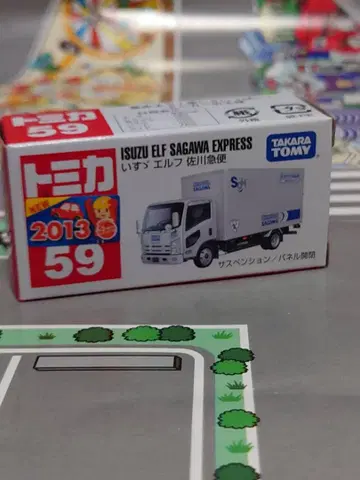 トミカ
59
ISUZU ELF SAGAWA EXPRESS
いすゞ エルフ 佐川急便
TAKARA
TOMY
トミカ
2013
59
サスペンション／パネル開閉